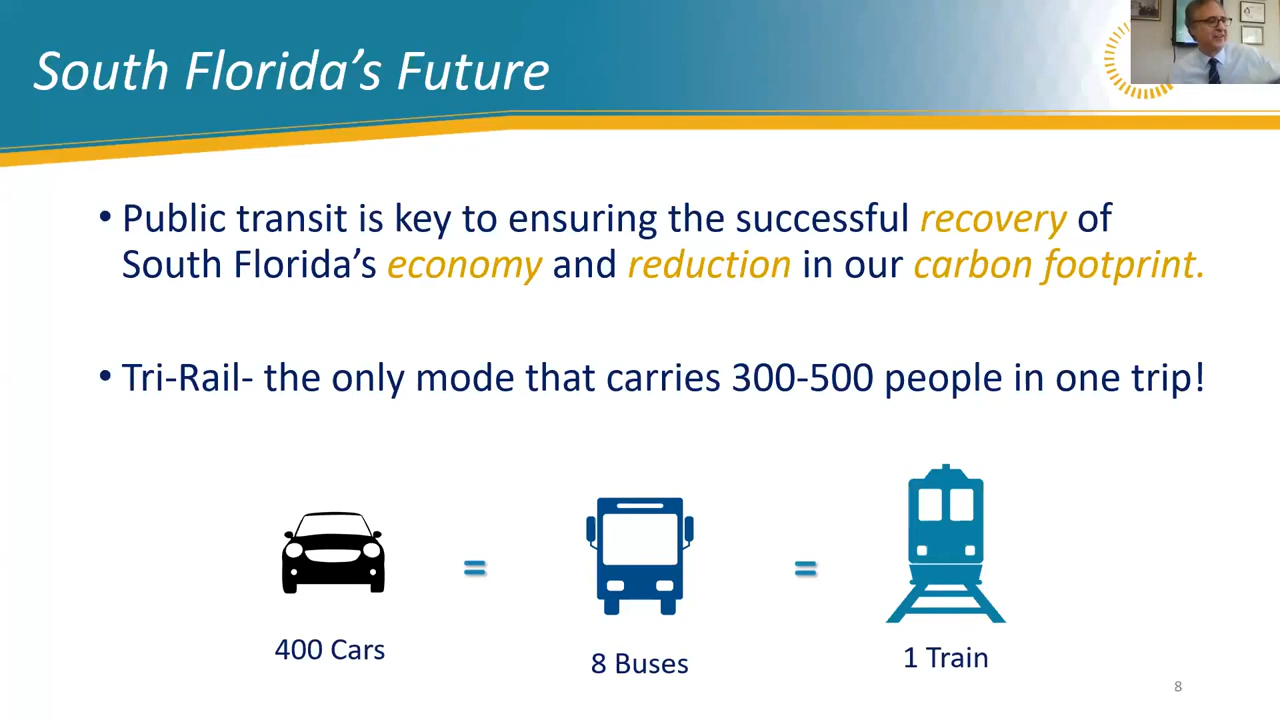 South Florida’s Future
• Public transit is key to ensuring the successful recovery of
South Florida’s economy and reduction in our carbon footprint.
• Tri-Rail- the only mode that carries 300-500 people in one trip!
=
=
400 Cars
8 Buses
1 Train
8